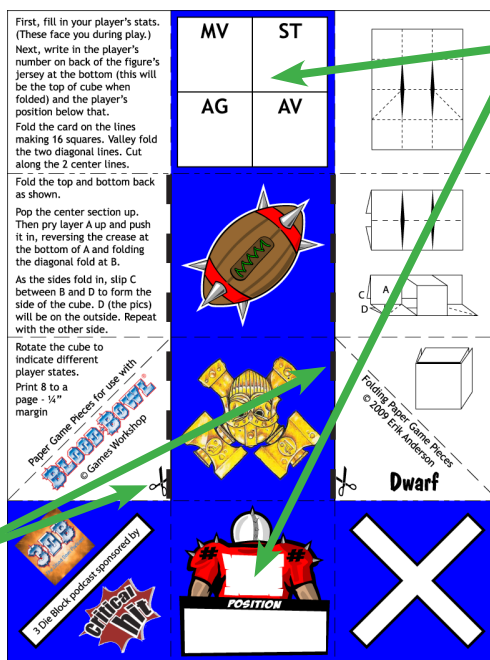 First, fill in your player's stats.
(These face you during play.)
Next, write in the player's
number on back of the figure's
jersey at the bottom (this will
be the top of cube when
folded) and the player's
position below that.
Fold the card on the lines
making 16 squares. Valley fold
the two diagonal lines. Cut
along the 2 center lines.
MV ST
AG AV
Fold the top and bottom back
as shown.
Pop the center section up.
Then pry layer A up and push
it in, reversing the crease at
the bottom of A and folding
the diagonal fold at B.
As the sides fold in, slip C
between B and D to form the
side of the cube. D (the pics)
will be on the outside. Repeat
with the other side.
A
C
D
Rotate the cube to
indicate different
player states.
Print 8 to a
page - ¼”
margin
Paper Game Pieces for use with
BLOOD BOWL
© Games Workshop
Folding Paper Game Pieces
© 2009 Erik Anderson
Dwarf
3DB
3 Die Block podcast sponsored by
critical
hit
# #
POSITION